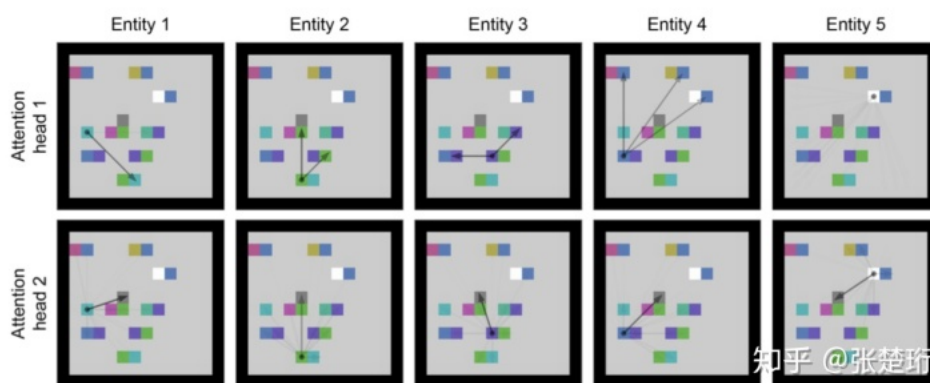 Entity 1 Entity 2 Entity 3 Entity 4 Entity 5
Attention
head 1
Attention
head 2
知乎 @张楚珩